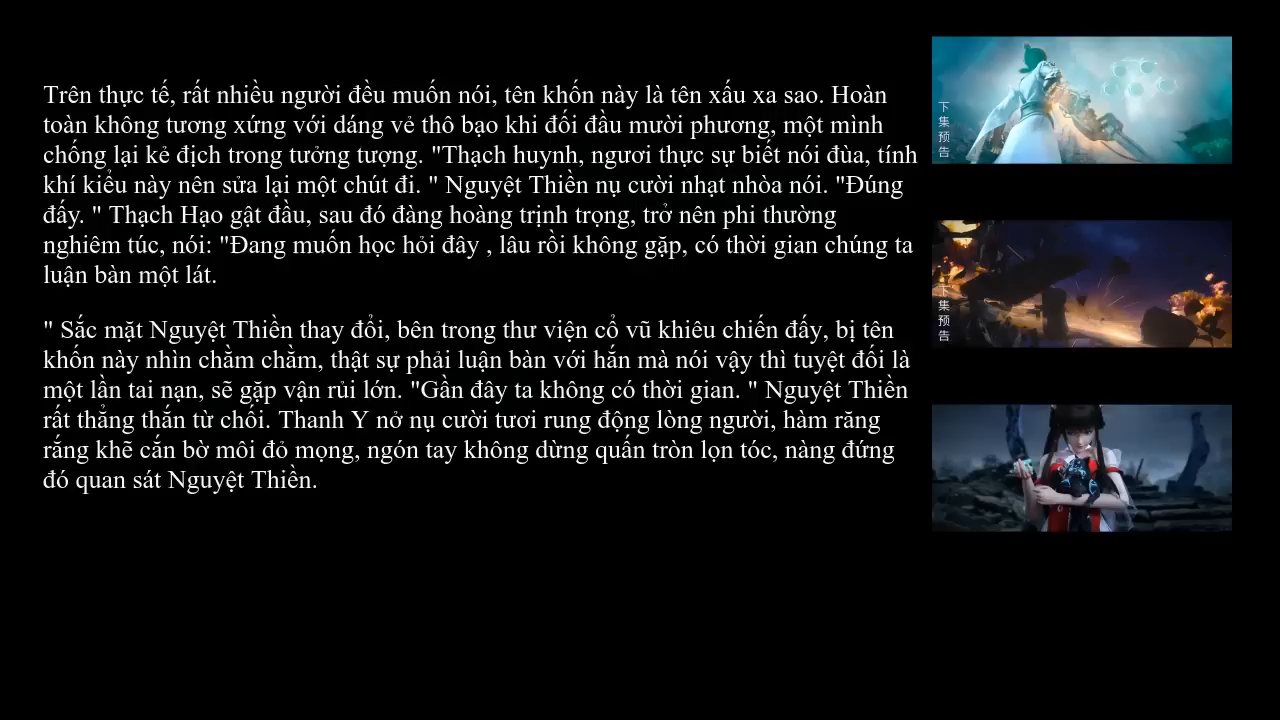 Trên thực tế, rất nhiều người đều muốn nói, tên khốn này là tên xấu xa sao. Hoàn
toàn không tương xứng với dáng vẻ thô bạo khi đối đầu mười phương, một mình
chống lại kẻ địch trong tưởng tượng. "Thạch huynh, ngươi thực sự biết nói đùa, tính
khí kiểu này nên sửa lại một chút đi. " Nguyệt Thiền nụ cười nhạt nhòa nói. "Đúng
đấy. " Thạch Hạo gật đầu, sau đó đàng hoàng trịnh trọng, trở nên phi thường
nghiêm túc, nói: "Đang muốn học hỏi đây , lâu rồi không gặp, có thời gian chúng ta
luận bàn một lát.
" Sắc mặt Nguyệt Thiền thay đổi, bên trong thư viện cổ vũ khiêu chiến đấy, bị tên
khốn này nhìn chằm chằm, thật sự phải luận bàn với hắn mà nói vậy thì tuyệt đối là
một lần tai nạn, sẽ gặp vận rủi lớn. "Gần đây ta không có thời gian. " Nguyệt Thiền
rất thẳng thắn từ chối. Thanh Y nở nụ cười tươi rung động lòng người, hàm răng
rắng khẽ cắn bờ môi đỏ mọng, ngón tay không dừng quấn tròn lọn tóc, nàng đứng
đó quan sát Nguyệt Thiền.
下集预告
下集预告